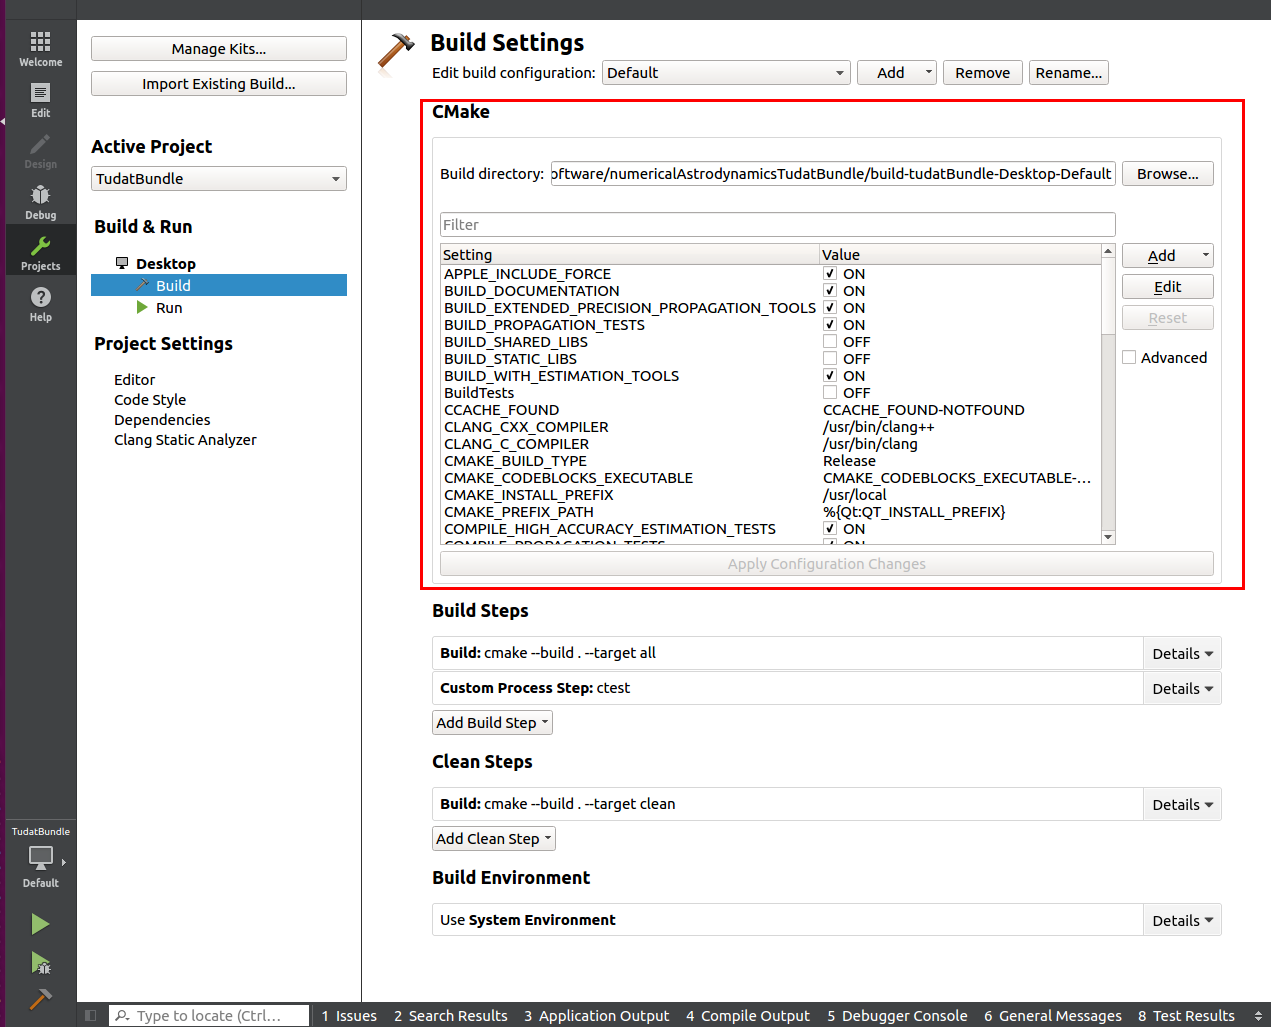 Welcome
Edit
Design
Debug
Projects
Help
TudatBundle
Default
Manage Kits...
Import Existing Build...
Active Project
TudatBundle
Build & Run
Desktop
Build
Run
Project Settings
Editor
Code Style
Dependencies
Clang Static Analyzer
Build Settings
Edit build configuration: Default Add Remove Rename...
CMake
Build directory: oftware/numericalAstrodynamicsTudatBundle/build-tudatBundle-Desktop-Default Browse...
Filter
Setting Value
APPLE_INCLUDE_FORCE ON
BUILD_DOCUMENTATION ON
BUILD_EXTENDED_PRECISION_PROPAGATION_TOOLS ON
BUILD_PROPAGATION_TESTS ON
BUILD_SHARED_LIBS OFF
BUILD_STATIC_LIBS OFF
BUILD_WITH_ESTIMATION_TOOLS ON
BuildTests OFF
CCACHE_FOUND CCACHE_FOUND-NOTFOUND
CLANG_CXX_COMPILER /usr/bin/clang++
CLANG_C_COMPILER /usr/bin/clang
CMAKE_BUILD_TYPE Release
CMAKE_CODEBLOCKS_EXECUTABLE CMAKE_CODEBLOCKS_EXECUTABLE-...
CMAKE_INSTALL_PREFIX /usr/local
CMAKE_PREFIX_PATH %{Qt:QT_INSTALL_PREFIX}
COMPILE_HIGH_ACCURACY_ESTIMATION_TESTS ON
COMPILE_PROPAGATION_TESTS ON
Add
Edit
Reset
Advanced
Apply Configuration Changes
Build Steps
Build: cmake --build . --target all Details
Custom Process Step: ctest Details
Add Build Step
Clean Steps
Build: cmake --build . --target clean Details
Add Clean Step
Build Environment
Use System Environment Details
Type to locate (Ctrl... 1 Issues 2 Search Results 3 Application Output 4 Compile Output 5 Debugger Console 6 General Messages 8 Test Results